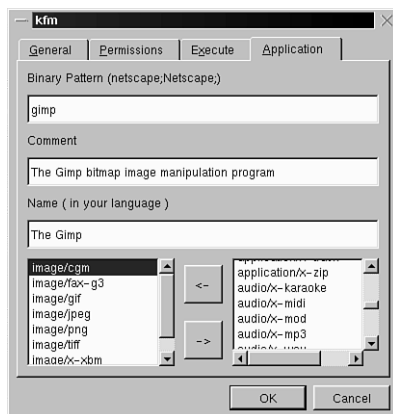 kfm
General Permissions Execute Application
Binary Pattern (netscape;Netscape;)
gimp
Comment
The Gimp bitmap image manipulation program
Name ( in your language )
The Gimp
image/cgm
image/fax-g3
image/gif
image/jpeg
image/png
image/tiff
image/x-xbm
<-
->
application/x-zip
audio/x-karaoke
audio/x-midi
audio/x-mod
audio/x-mp3
OK Cancel